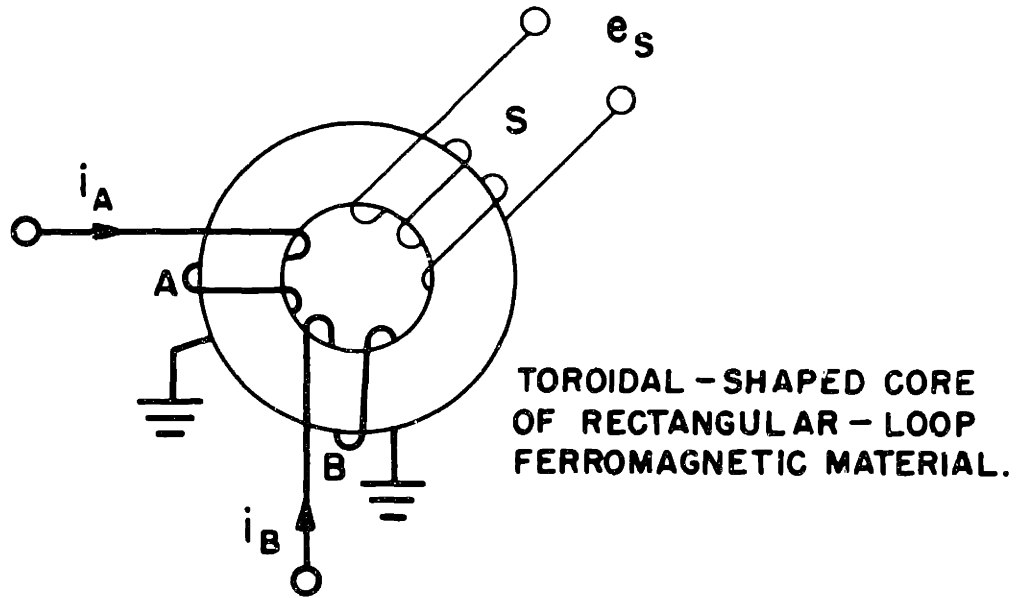 e_S
S
i_A
A
TOROIDAL-SHAPED CORE
OF RECTANGULAR-LOOP
FERROMAGNETIC MATERIAL.
B
i_B